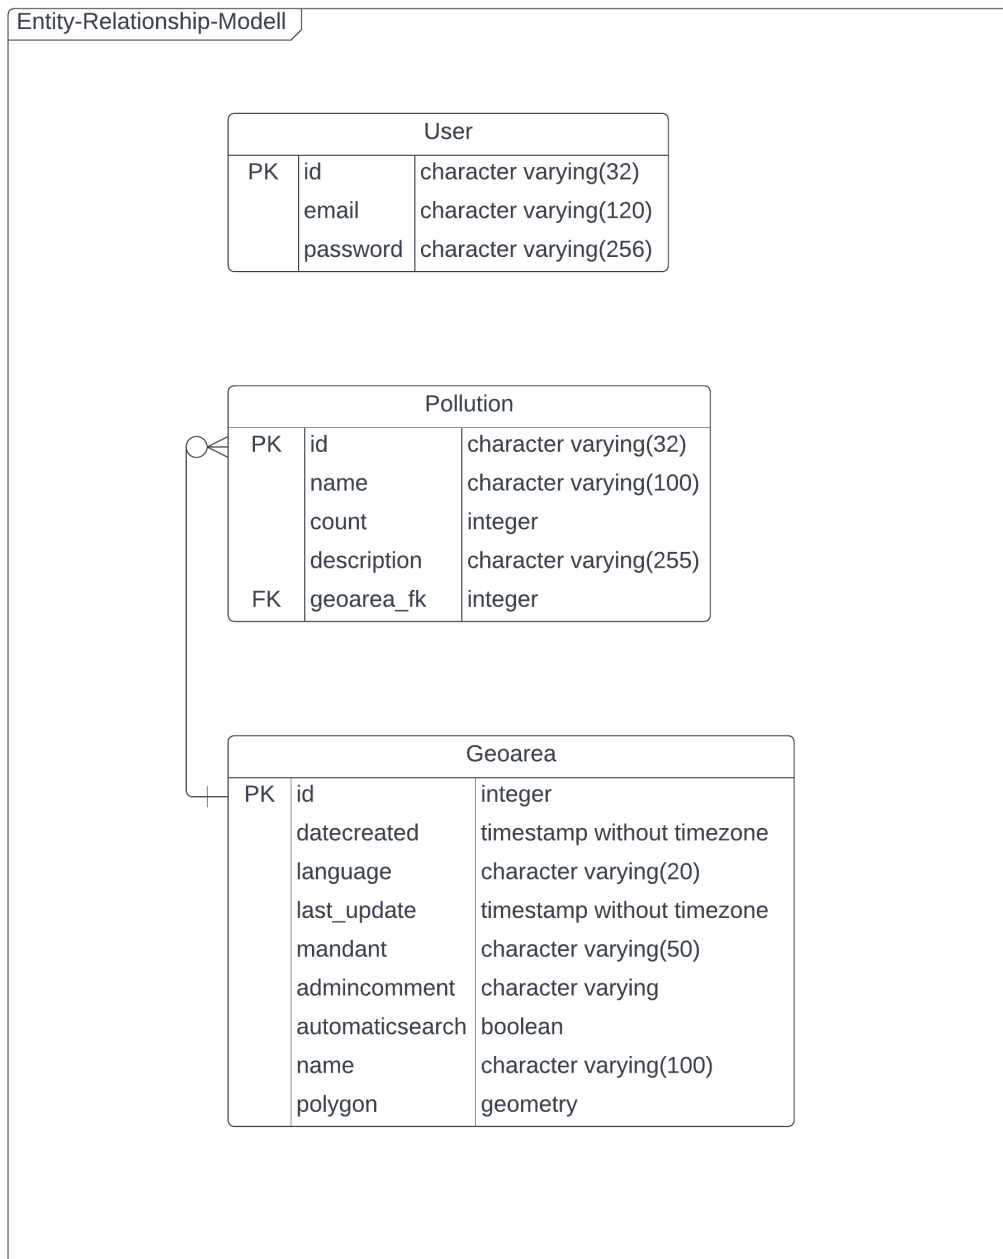 Entity-Relationship-Modell
User
PK id character varying(32)
email character varying(120)
password character varying(256)
Pollution
PK id character varying(32)
name character varying(100)
count integer
description character varying(255)
FK geoarea_fk integer
Geoarea
PK id integer
datecreated timestamp without timezone
language character varying(20)
last_update timestamp without timezone
mandant character varying(50)
admincomment character varying
automaticsearch boolean
name character varying(100)
polygon geometry